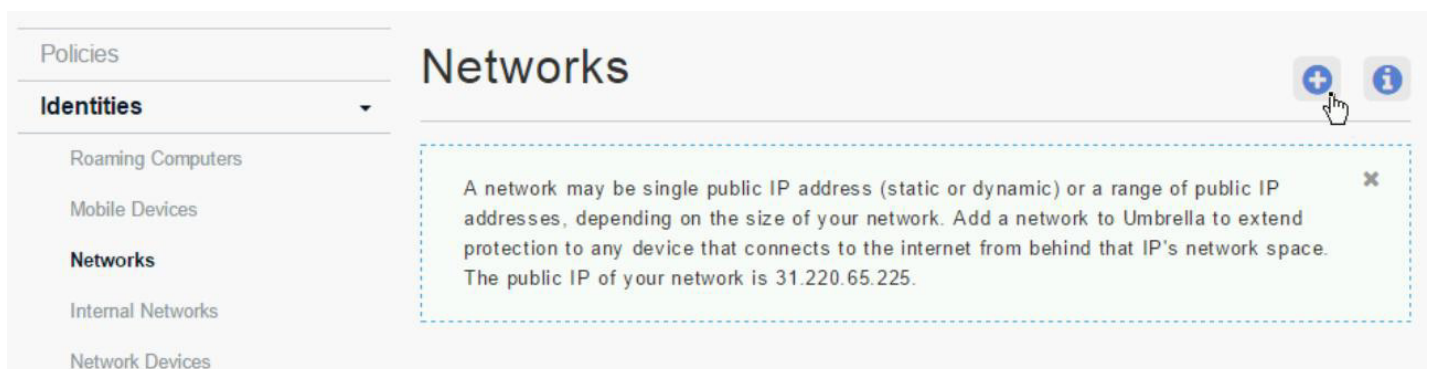 Policies
Identities
Roaming Computers
Mobile Devices
Networks
Internal Networks
Network Devices
Networks
A network may be single public IP address (static or dynamic) or a range of public IP
addresses, depending on the size of your network. Add a network to Umbrella to extend
protection to any device that connects to the internet from behind that IP's network space.
The public IP of your network is 31.220.65.225.